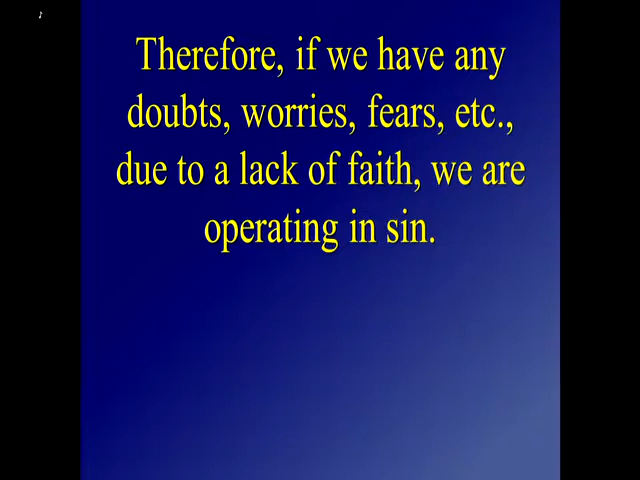 Therefore, if we have any
doubts, worries, fears, etc.,
due to a lack of faith, we are
operating in sin.